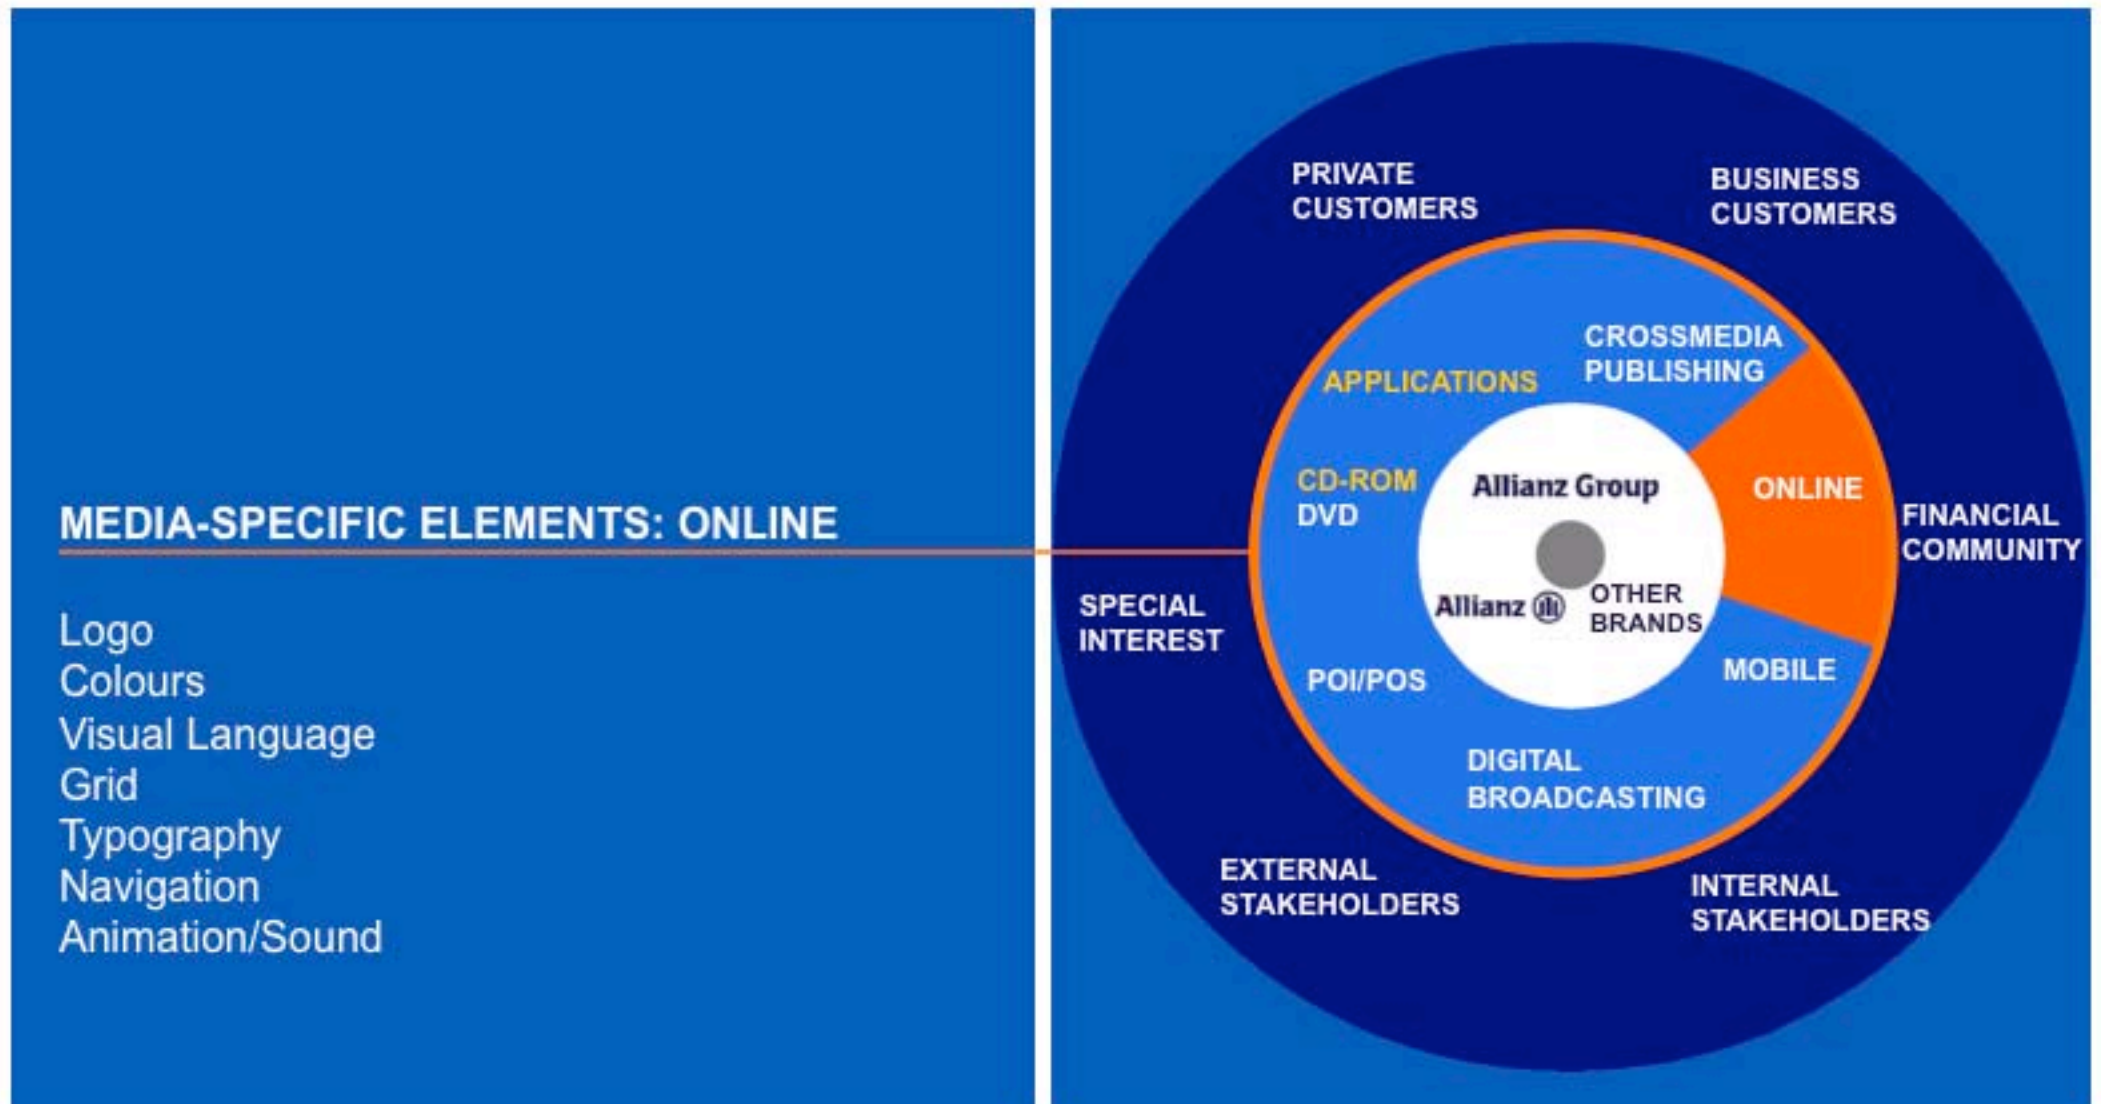 MEDIA-SPECIFIC ELEMENTS: ONLINE
Logo
Colours
Visual Language
Grid
Typography
Navigation
Animation/Sound
PRIVATE
CUSTOMERS
BUSINESS
CUSTOMERS
CROSSMEDIA
PUBLISHING
APPLICATIONS
CD-ROM
DVD
Allianz Group
ONLINE
FINANCIAL
COMMUNITY
Allianz
OTHER
BRANDS
SPECIAL
INTEREST
POI/POS
MOBILE
DIGITAL
BROADCASTING
EXTERNAL
STAKEHOLDERS
INTERNAL
STAKEHOLDERS